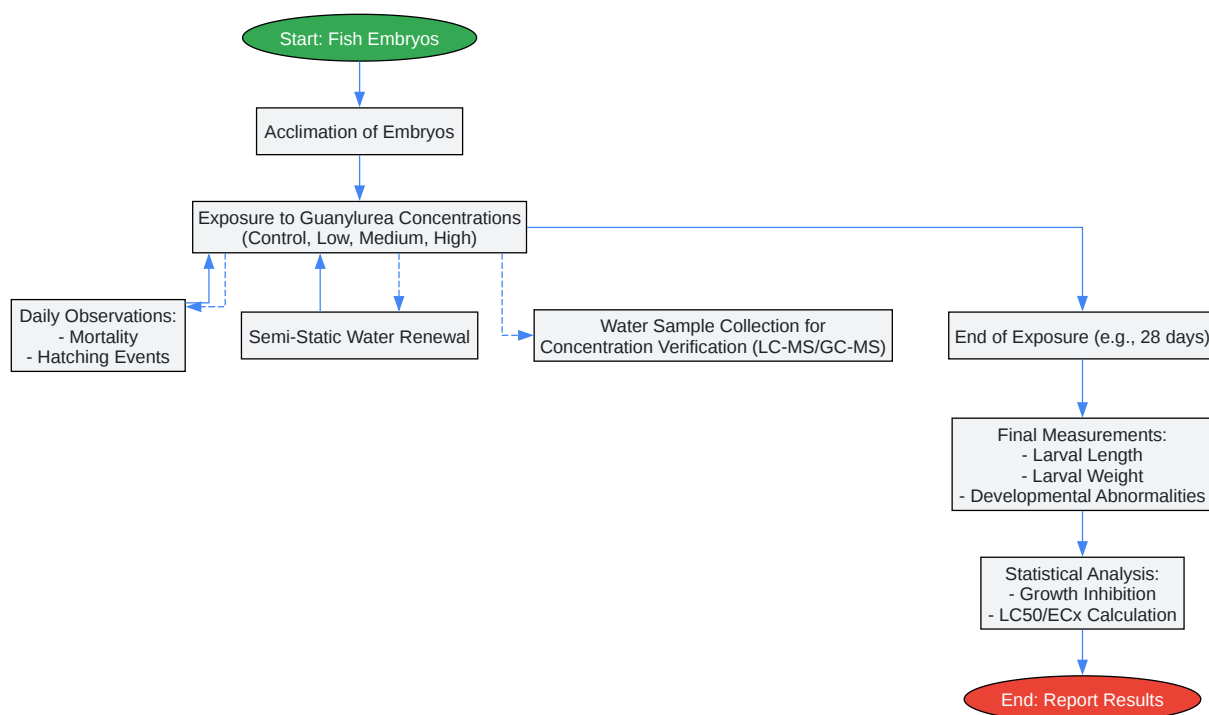 Start: Fish Embryos
Acclimation of Embryos
Exposure to Guanylurea Concentrations
(Control, Low, Medium, High)
Daily Observations:
- Mortality
- Hatching Events
Semi-Static Water Renewal
Water Sample Collection for
Concentration Verification (LC-MS/GC-MS)
End of Exposure (e.g., 28 days)
Final Measurements:
- Larval Length
- Larval Weight
- Developmental Abnormalities
Statistical Analysis:
- Growth Inhibition
- LC50/ECx Calculation
End: Report Results